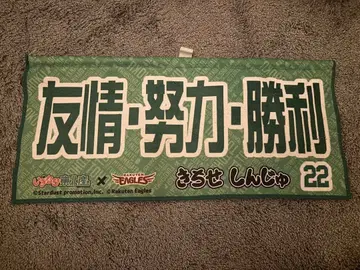 友情・努力・勝利
× EAGLES きらせ しんじゅ 22
©Stardust promotion,Inc. ©Rakuten Eagles